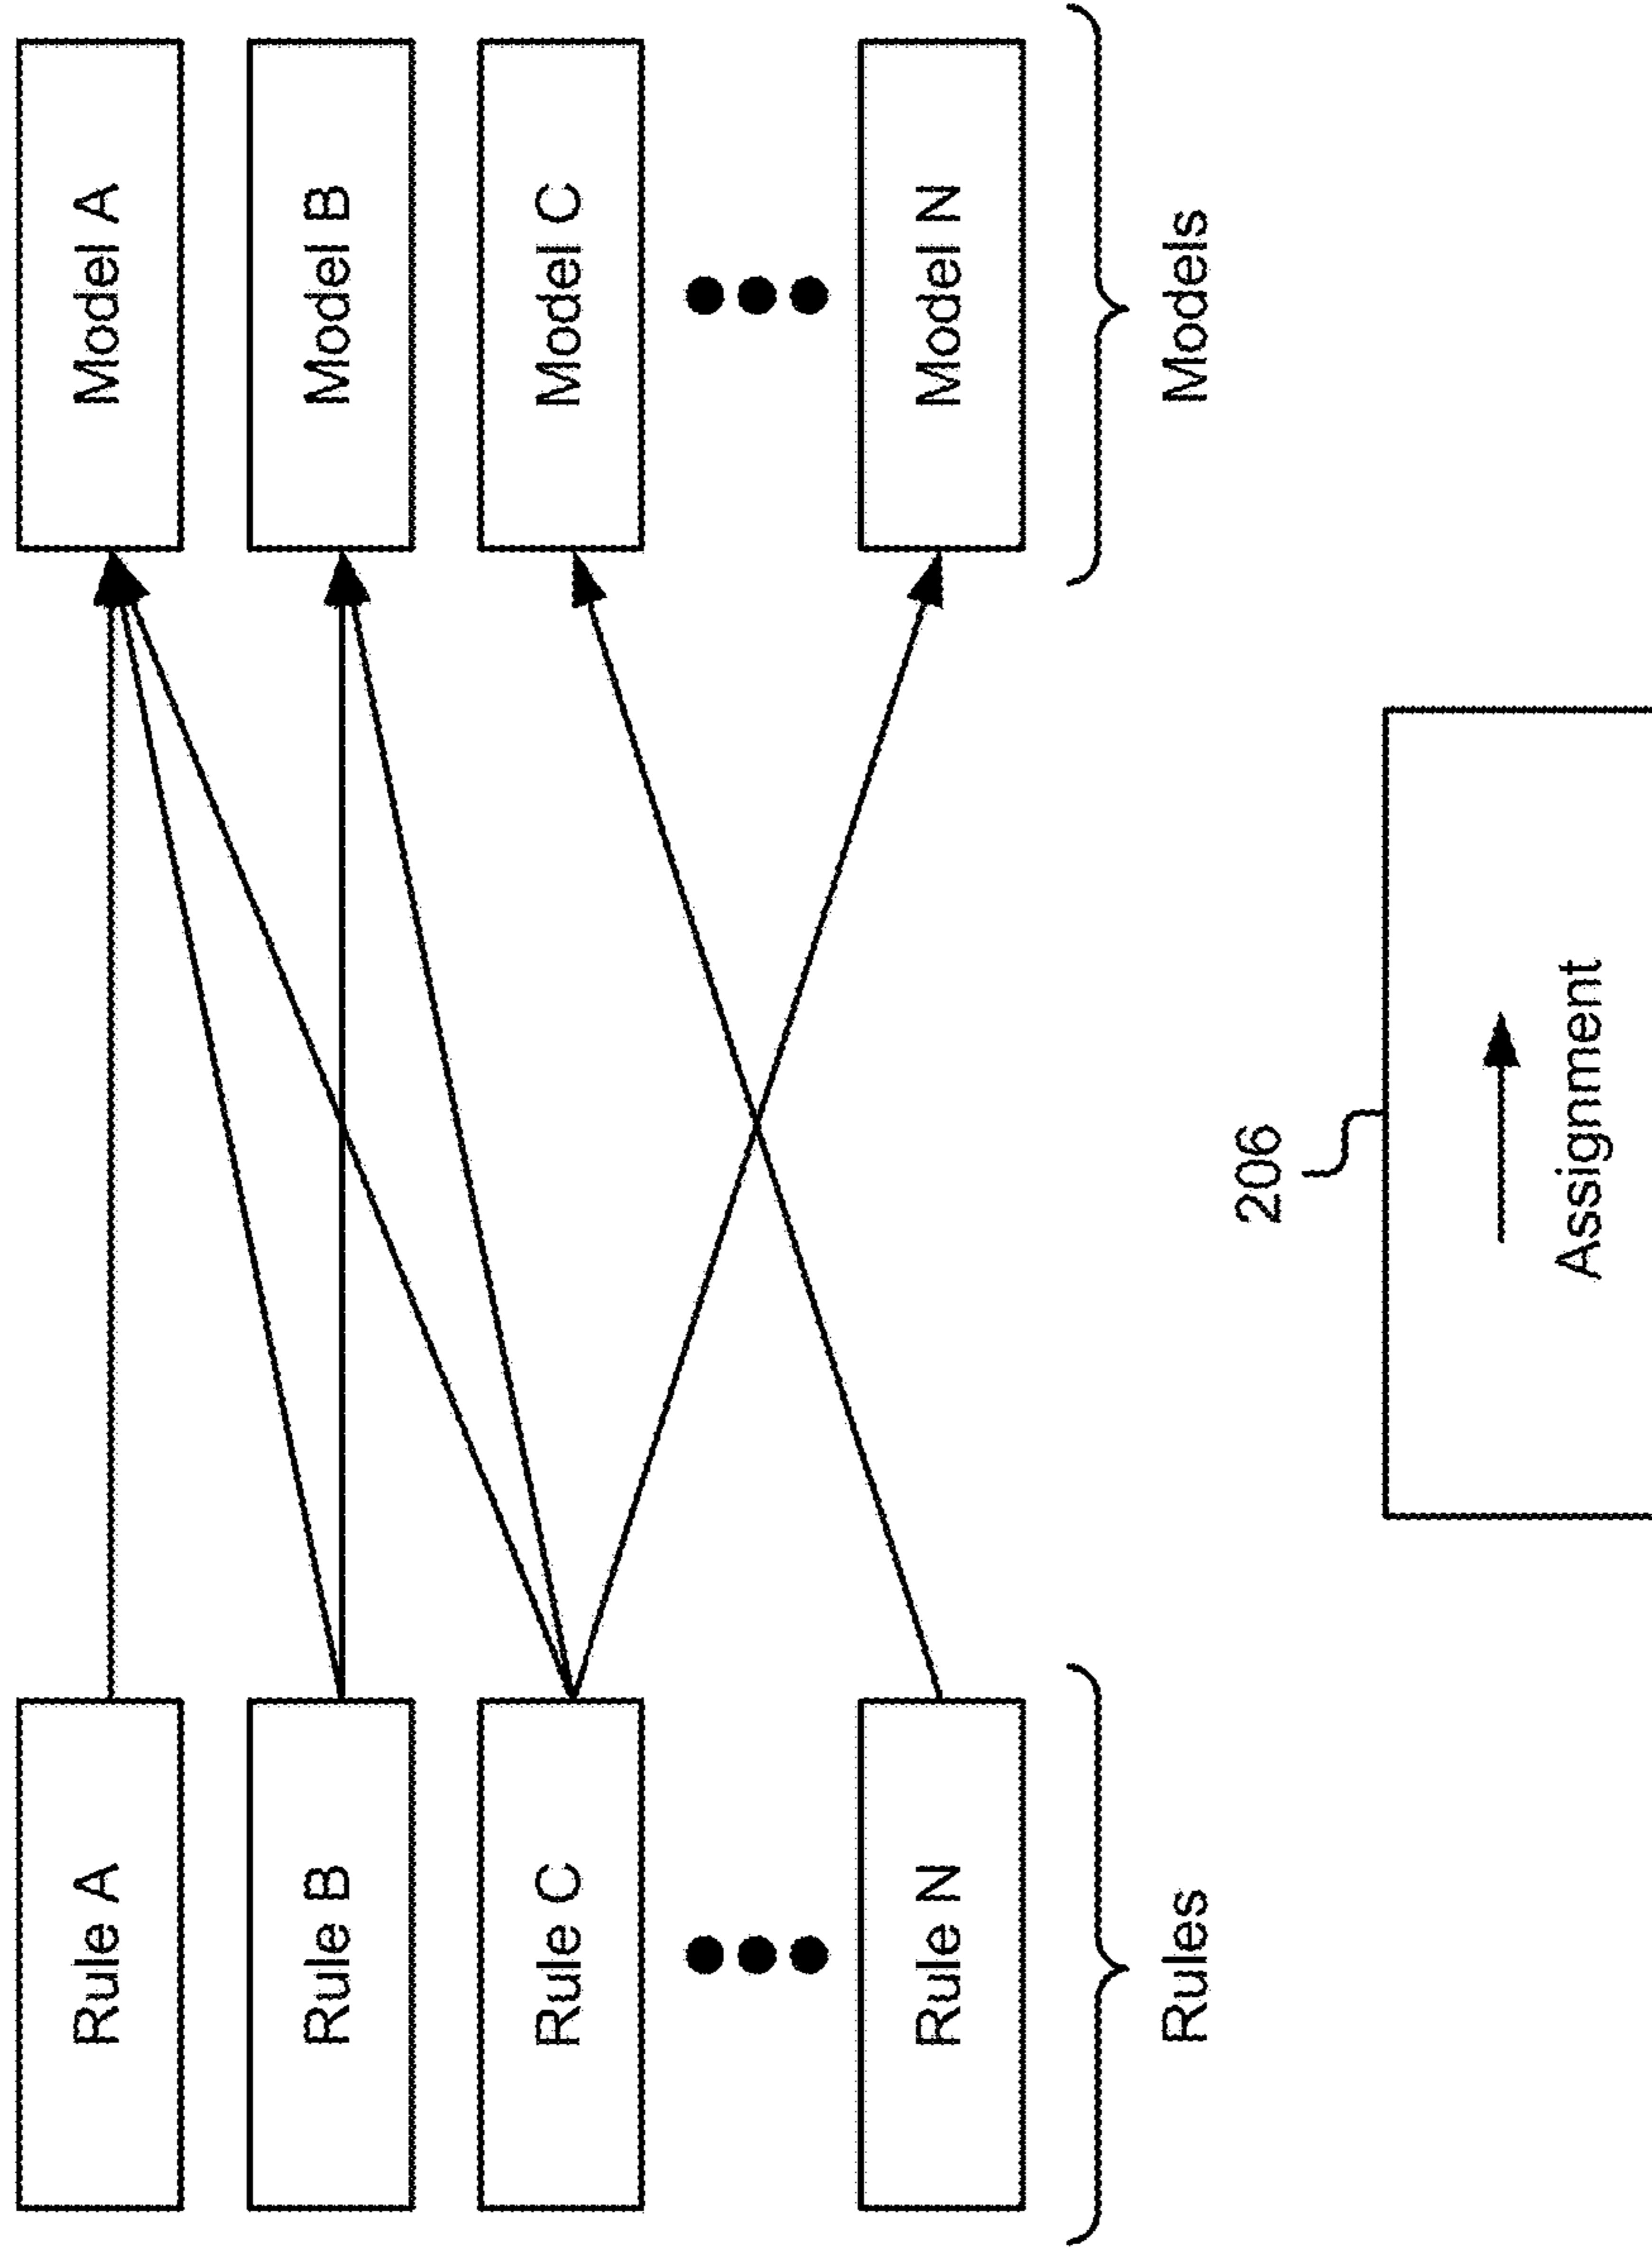 Rule A
Model A
Rule B
Model B
Rule C
Model C
Rule N
Model N
Rules
Models
206
Assignment